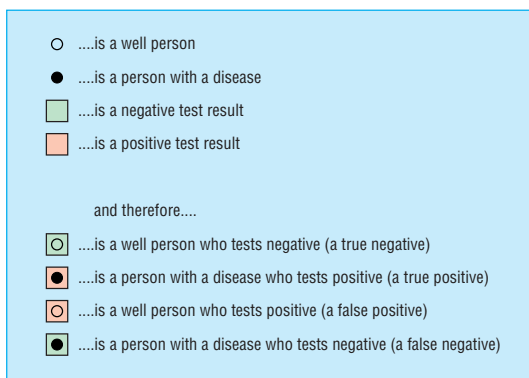 ....is a well person
....is a person with a disease
....is a negative test result
....is a positive test result
and therefore....
....is a well person who tests negative (a true negative)
....is a person with a disease who tests positive (a true positive)
....is a well person who tests positive (a false positive)
....is a person with a disease who tests negative (a false negative)